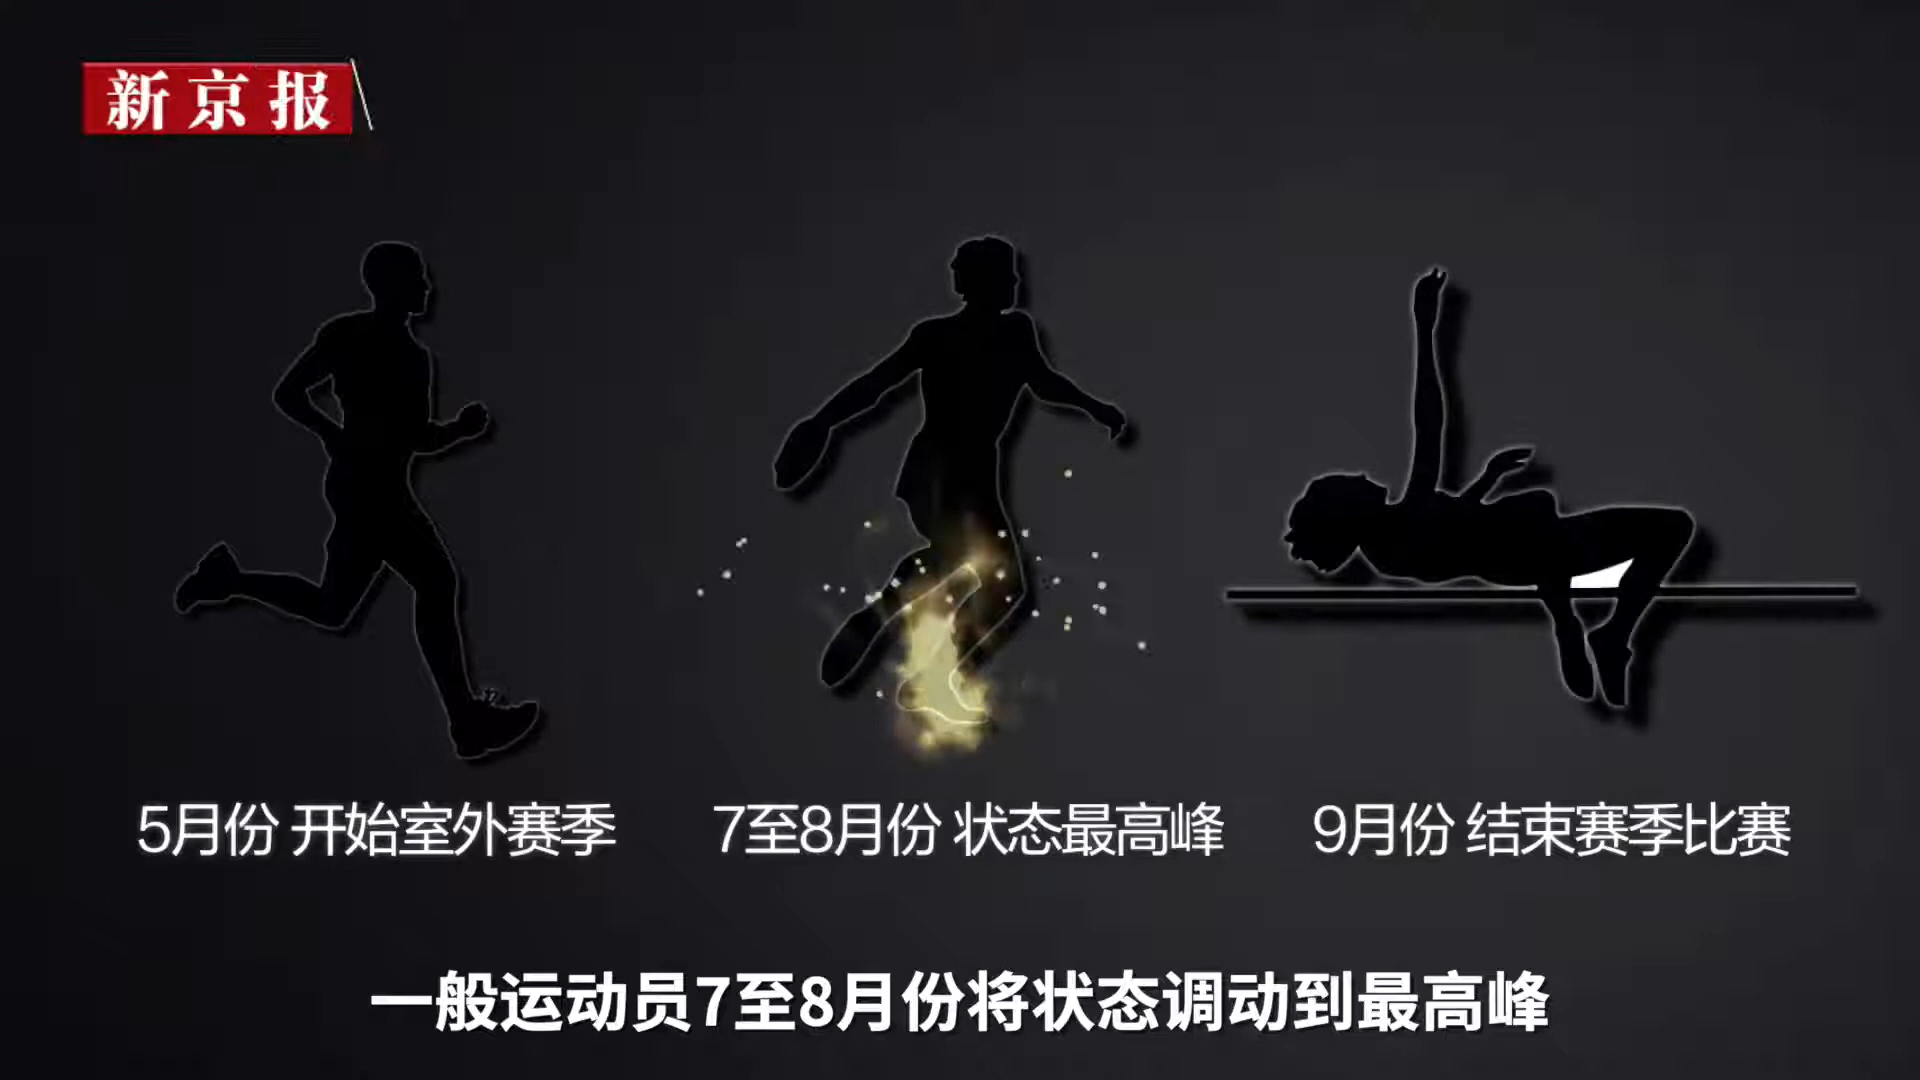 新京报
5月份 开始室外赛季
7至8月份 状态最高峰
9月份 结束赛季比赛
一般运动员7至8月份将状态调动到最高峰